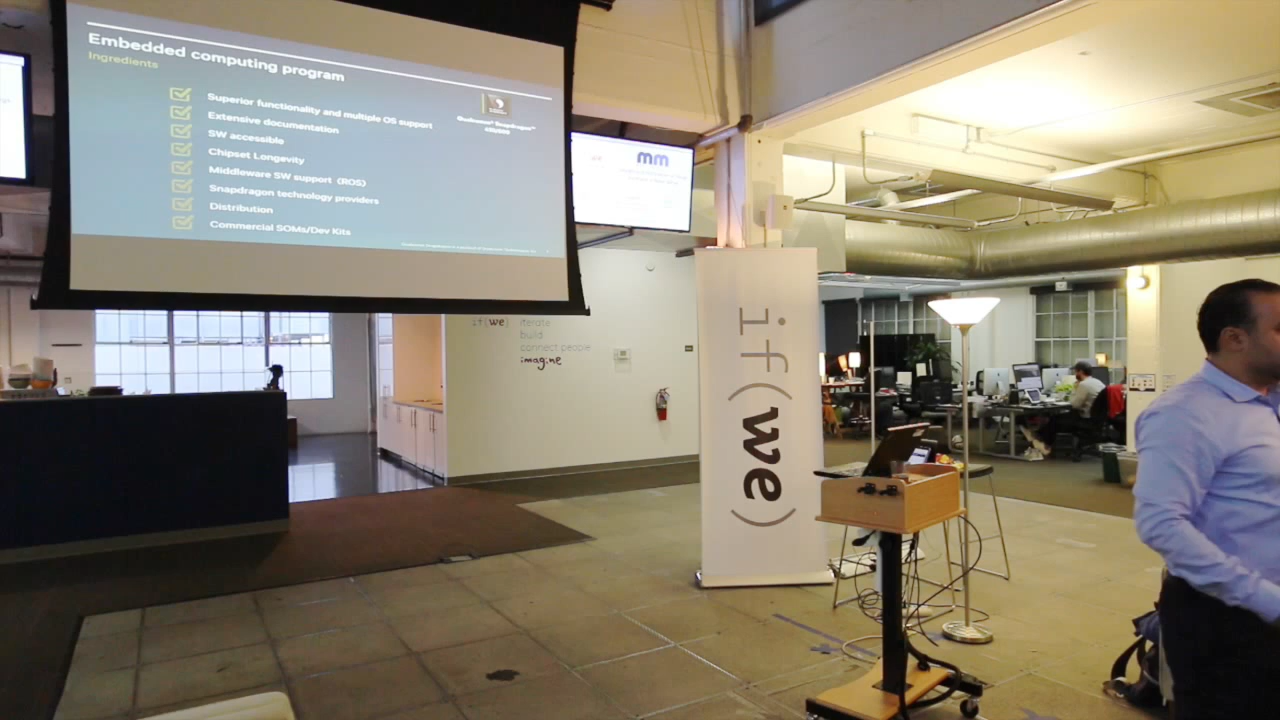 Embedded computing program
Ingredients
Superior functionality and multiple OS support
Extensive documentation
SW accessible
Chipset Longevity
Middleware SW support (ROS)
Snapdragon technology providers
Distribution
Commercial SOMs/Dev Kits
Qualcomm® Snapdragon™
mm
if(we)
iterate
build
connect people
imagine
if(we)